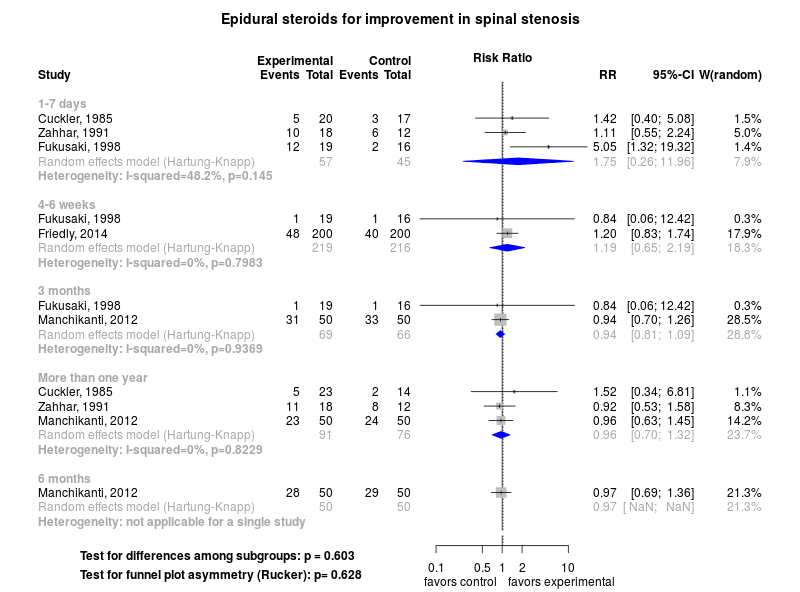 Epidural steroids for improvement in spinal stenosis
Experimental Control Risk Ratio
Study Events Total Events Total RR 95%-CI W(random)
1-7 days
Cuckler, 1985 5 20 3 17 1.42 [0.40; 5.08] 1.5%
Zahhar, 1991 10 18 6 12 1.11 [0.55; 2.24] 5.0%
Fukusaki, 1998 12 19 2 16 5.05 [1.32; 19.32] 1.4%
Random effects model (Hartung-Knapp) 57 45 1.75 [0.26; 11.96] 7.9%
Heterogeneity: I-squared=48.2%, p=0.145
4-6 weeks
Fukusaki, 1998 1 19 1 16 0.84 [0.06; 12.42] 0.3%
Friedly, 2014 48 200 40 200 1.20 [0.83; 1.74] 17.9%
Random effects model (Hartung-Knapp) 219 216 1.19 [0.65; 2.19] 18.3%
Heterogeneity: I-squared=0%, p=0.7983
3 months
Fukusaki, 1998 1 19 1 16 0.84 [0.06; 12.42] 0.3%
Manchikanti, 2012 31 50 33 50 0.94 [0.70; 1.26] 28.5%
Random effects model (Hartung-Knapp) 69 66 0.94 [0.81; 1.09] 28.8%
Heterogeneity: I-squared=0%, p=0.9369
More than one year
Cuckler, 1985 5 23 2 14 1.52 [0.34; 6.81] 1.1%
Zahhar, 1991 11 18 8 12 0.92 [0.53; 1.58] 8.3%
Manchikanti, 2012 23 50 24 50 0.96 [0.63; 1.45] 14.2%
Random effects model (Hartung-Knapp) 91 76 0.96 [0.70; 1.32] 23.7%
Heterogeneity: I-squared=0%, p=0.8229
6 months
Manchikanti, 2012 28 50 29 50 0.97 [0.69; 1.36] 21.3%
Random effects model (Hartung-Knapp) 50 50 0.97 [ NaN; NaN] 21.3%
Heterogeneity: not applicable for a single study
Test for differences among subgroups: p = 0.603
Test for funnel plot asymmetry (Rucker): p= 0.628
0.1 0.5 1 2 10
favors control favors experimental